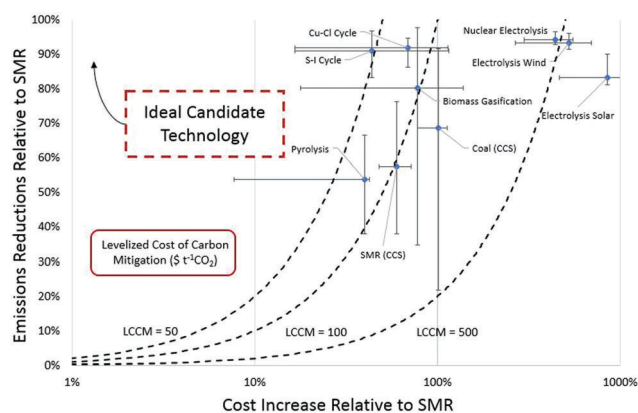 Emissions Reductions Relative to SMR
100%
90%
80%
70%
60%
50%
40%
30%
20%
10%
0%
Cu-Cl Cycle
S-I Cycle
Nuclear Electrolysis
Electrolysis Wind
Electrolysis Solar
Biomass Gasification
Coal (CCS)
Pyrolysis
SMR (CCS)
Ideal Candidate
Technology
Levelized Cost of Carbon
Mitigation ($ t⁻¹CO₂)
LCCM = 50
LCCM = 100
LCCM = 500
1%
10%
100%
1000%
Cost Increase Relative to SMR